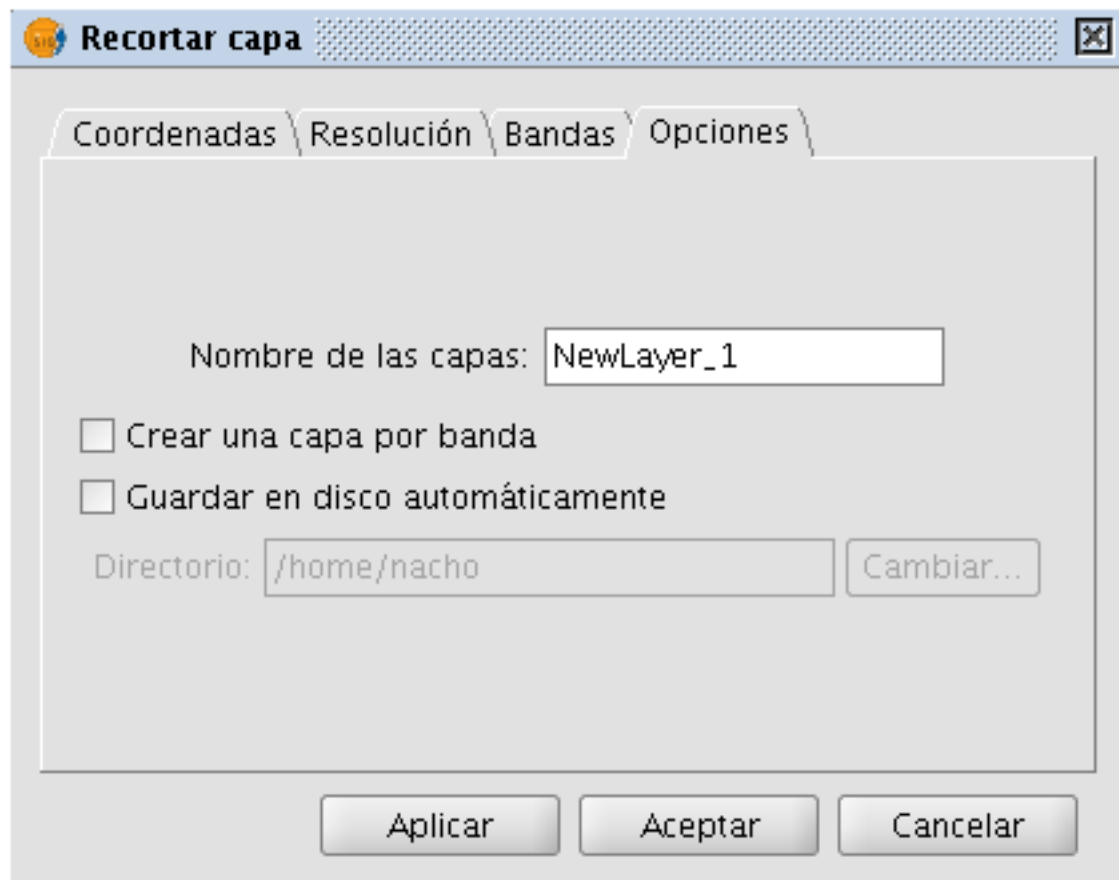 Recortar capa
Coordenadas Resolución Bandas Opciones
Nombre de las capas: NewLayer_1
Crear una capa por banda
Guardar en disco automáticamente
Directorio: /home/nacho Cambiar...
Aplicar Aceptar Cancelar